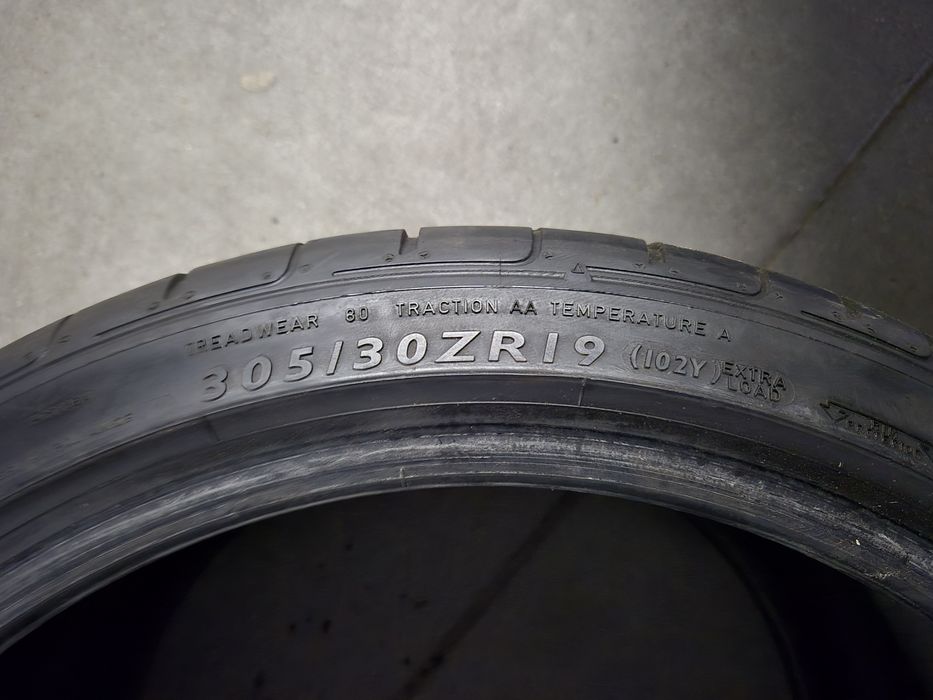 TREADWEAR 80 TRACTION AA TEMPERATURE A
305/30ZR19 (102Y) EXTRA LOAD